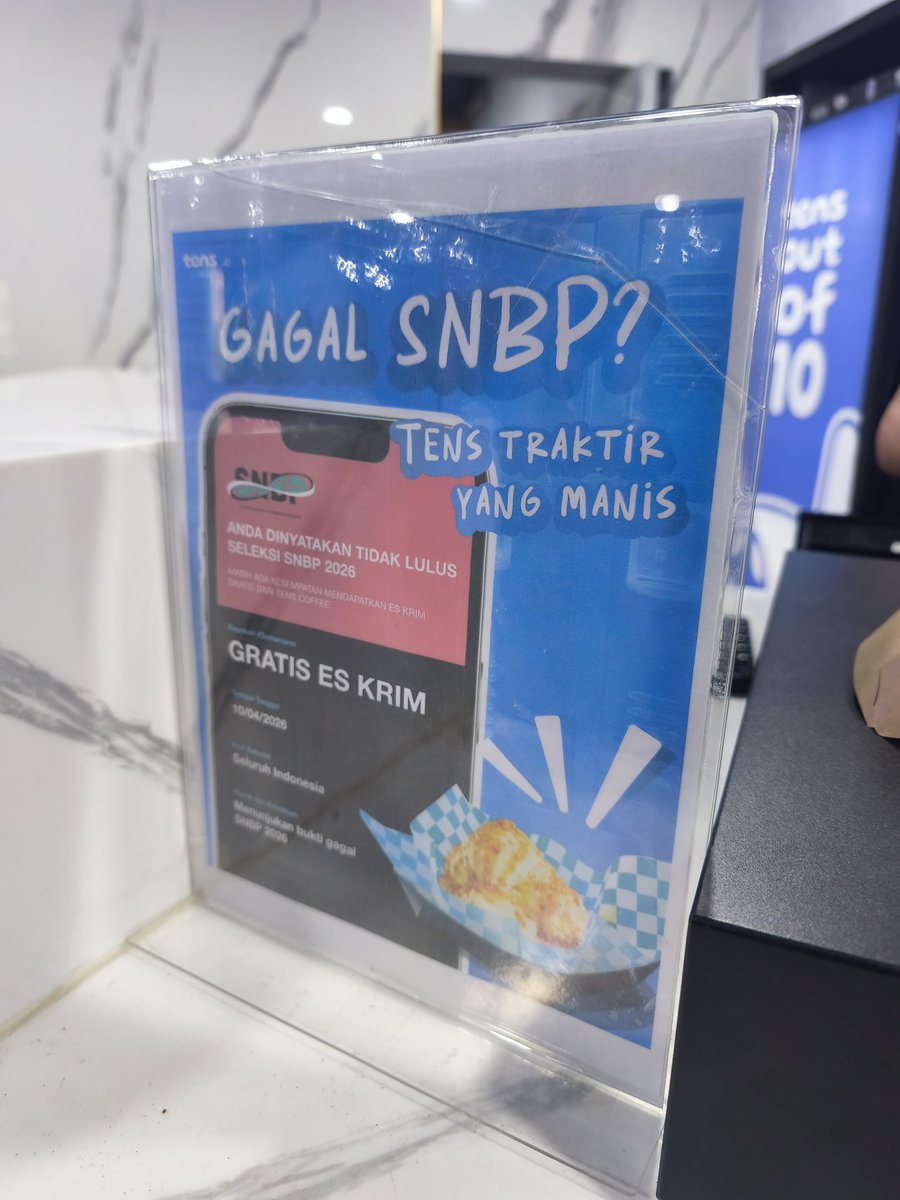 tens
GAGAL SNBP?
TENS TRAKTIR
YANG MANIS
SNBP
ANDA DINYATAKAN TIDAK LULUS
SELEKSI SNBP 2026
MASIH ADA KESEMPATAN MENDAPATKAN ES KRIM
GRATIS DARI TENS COFFEE.
GRATIS ES KRIM
10/04/2026
Seluruh Indonesia
Menunjukan bukti gagal
SNBP 2026
tens
out
of
10